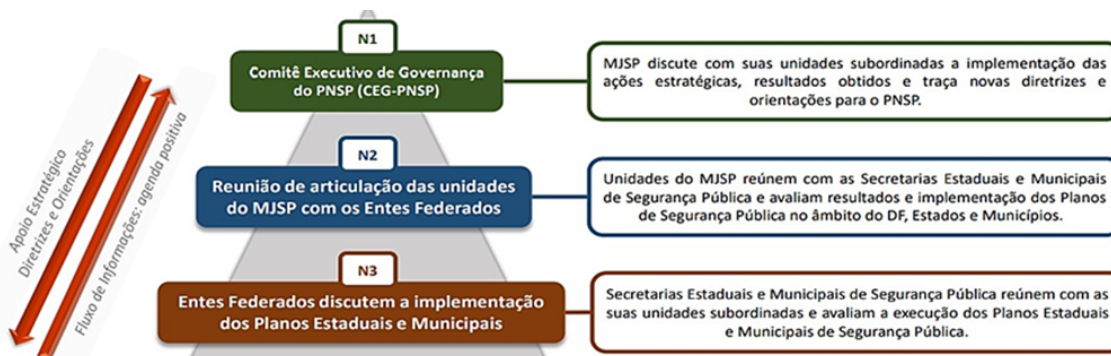 N1
Comitê Executivo de Governança
do PNSP (CEG-PNSP)
MJSP discute com suas unidades subordinadas a implementação das
ações estratégicas, resultados obtidos e traça novas diretrizes e
orientações para o PNSP.
N2
Reunião de articulação das unidades
do MJSP com os Entes Federados
Unidades do MJSP reúnem com as Secretarias Estaduais e Municipais
de Segurança Pública e avaliam resultados e implementação dos Planos
de Segurança Pública no âmbito do DF, Estados e Municípios.
N3
Entes Federados discutem a implementação
dos Planos Estaduais e Municipais
Secretarias Estaduais e Municipais de Segurança Pública reúnem com as
suas unidades subordinadas e avaliam a execução dos Planos Estaduais
e Municipais de Segurança Pública.
Apoio Estratégico
Diretrizes e Orientações
Fluxo de Informações: agenda positiva